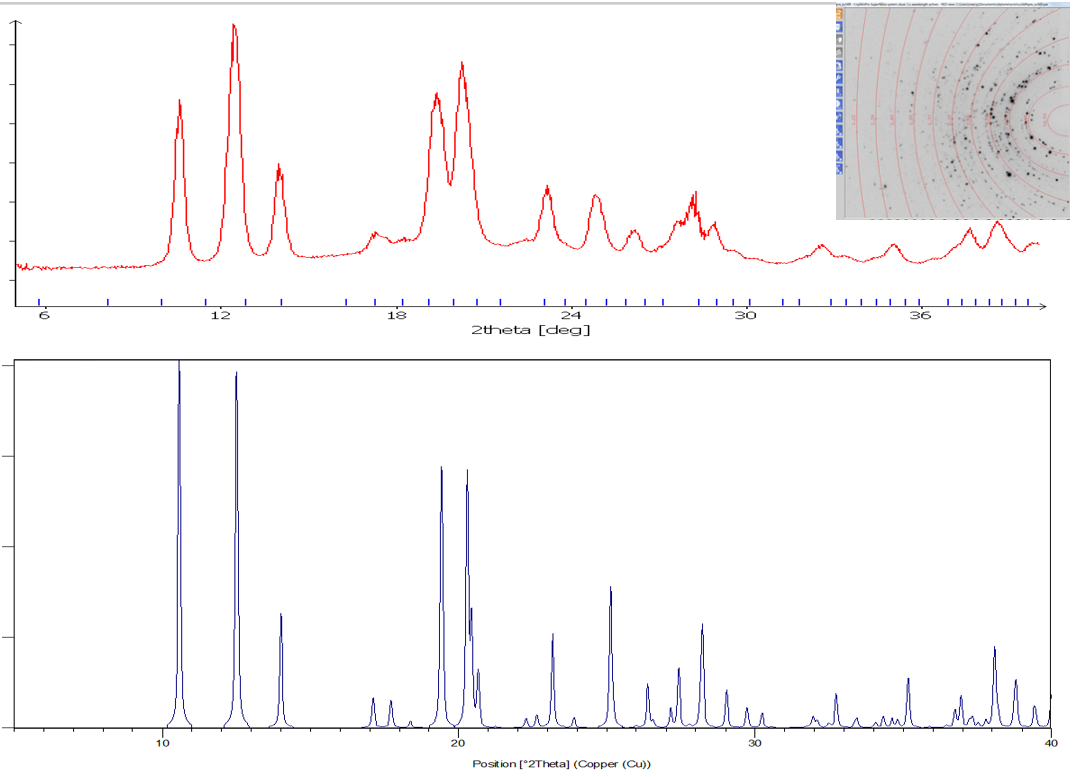 6 12 18 24 30 36
2theta [deg]
10 20 30 40
Position [°2Theta] (Copper (Cu))